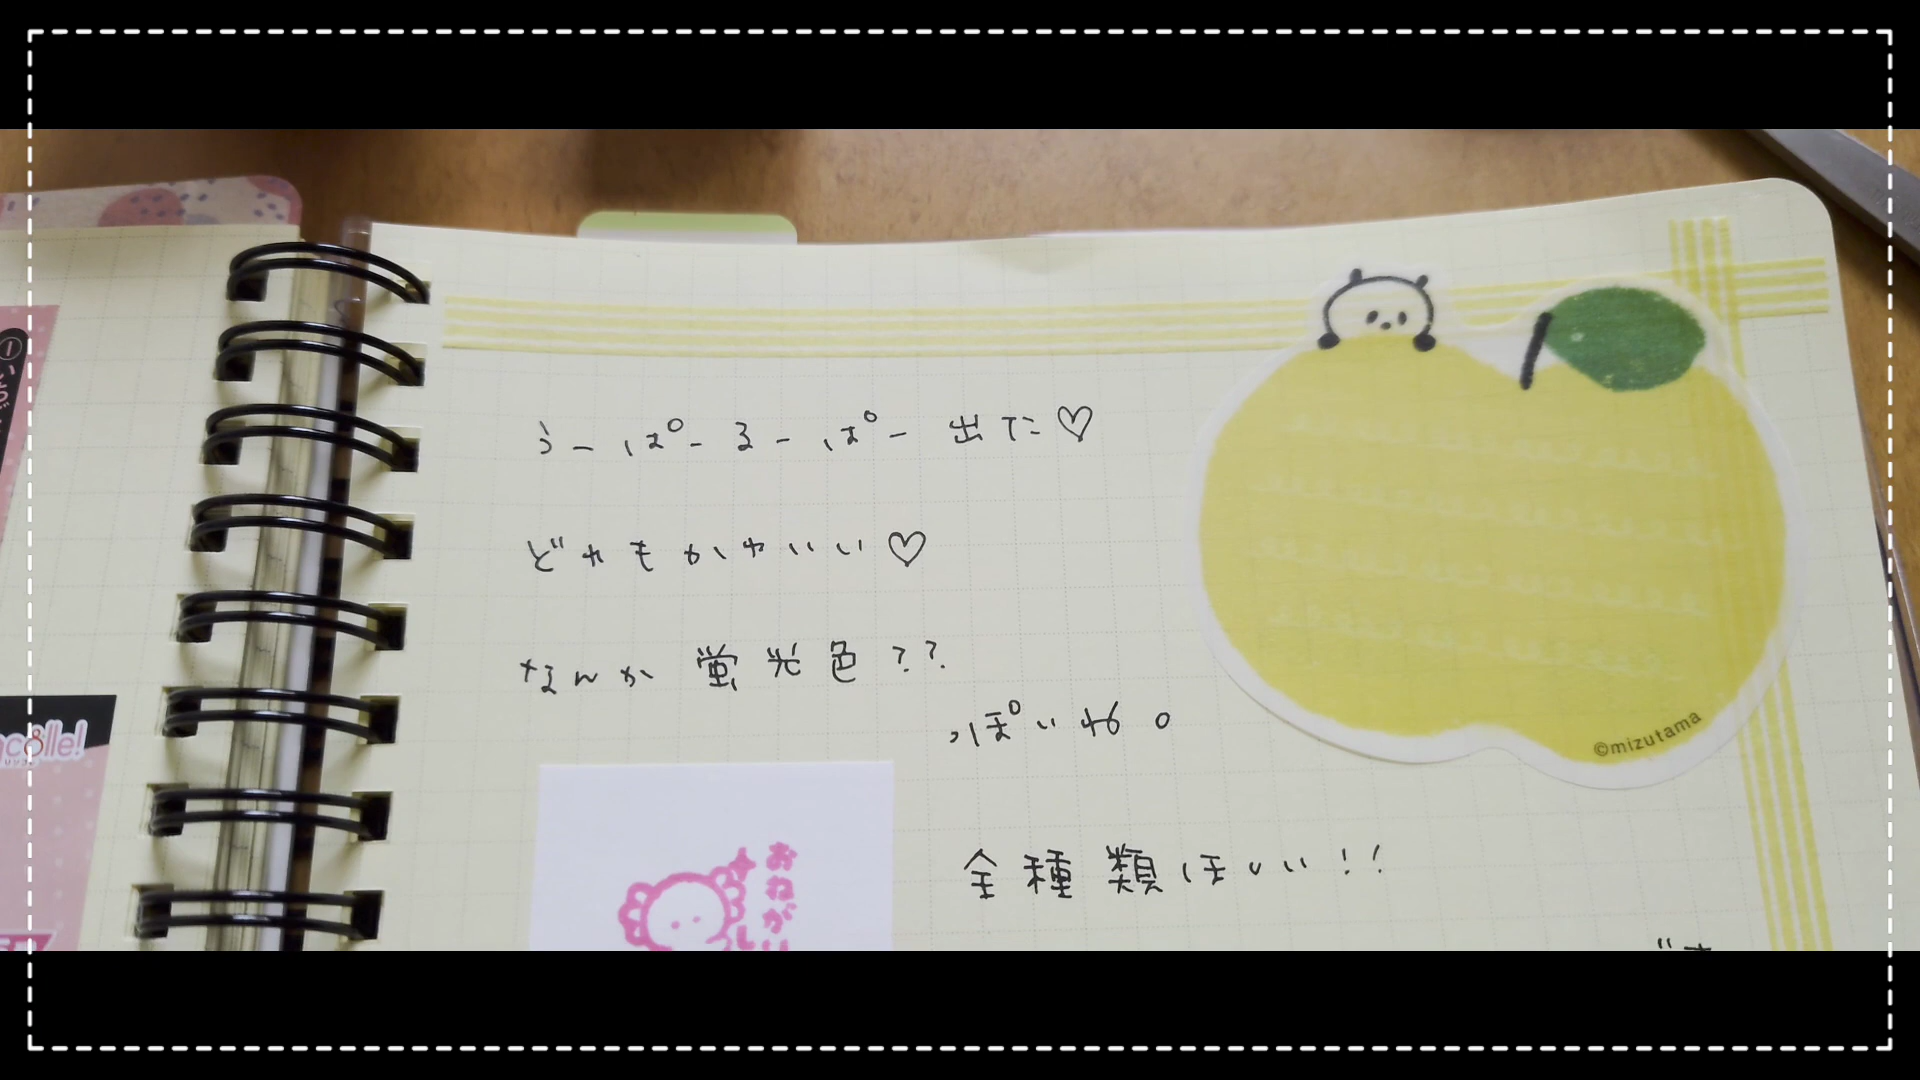 うーぱーるーぱー出た♡
どれもかわいい♡
なんか蛍光色??
っぽいね。
全種類ほしい!!
おねがい
©mizutama